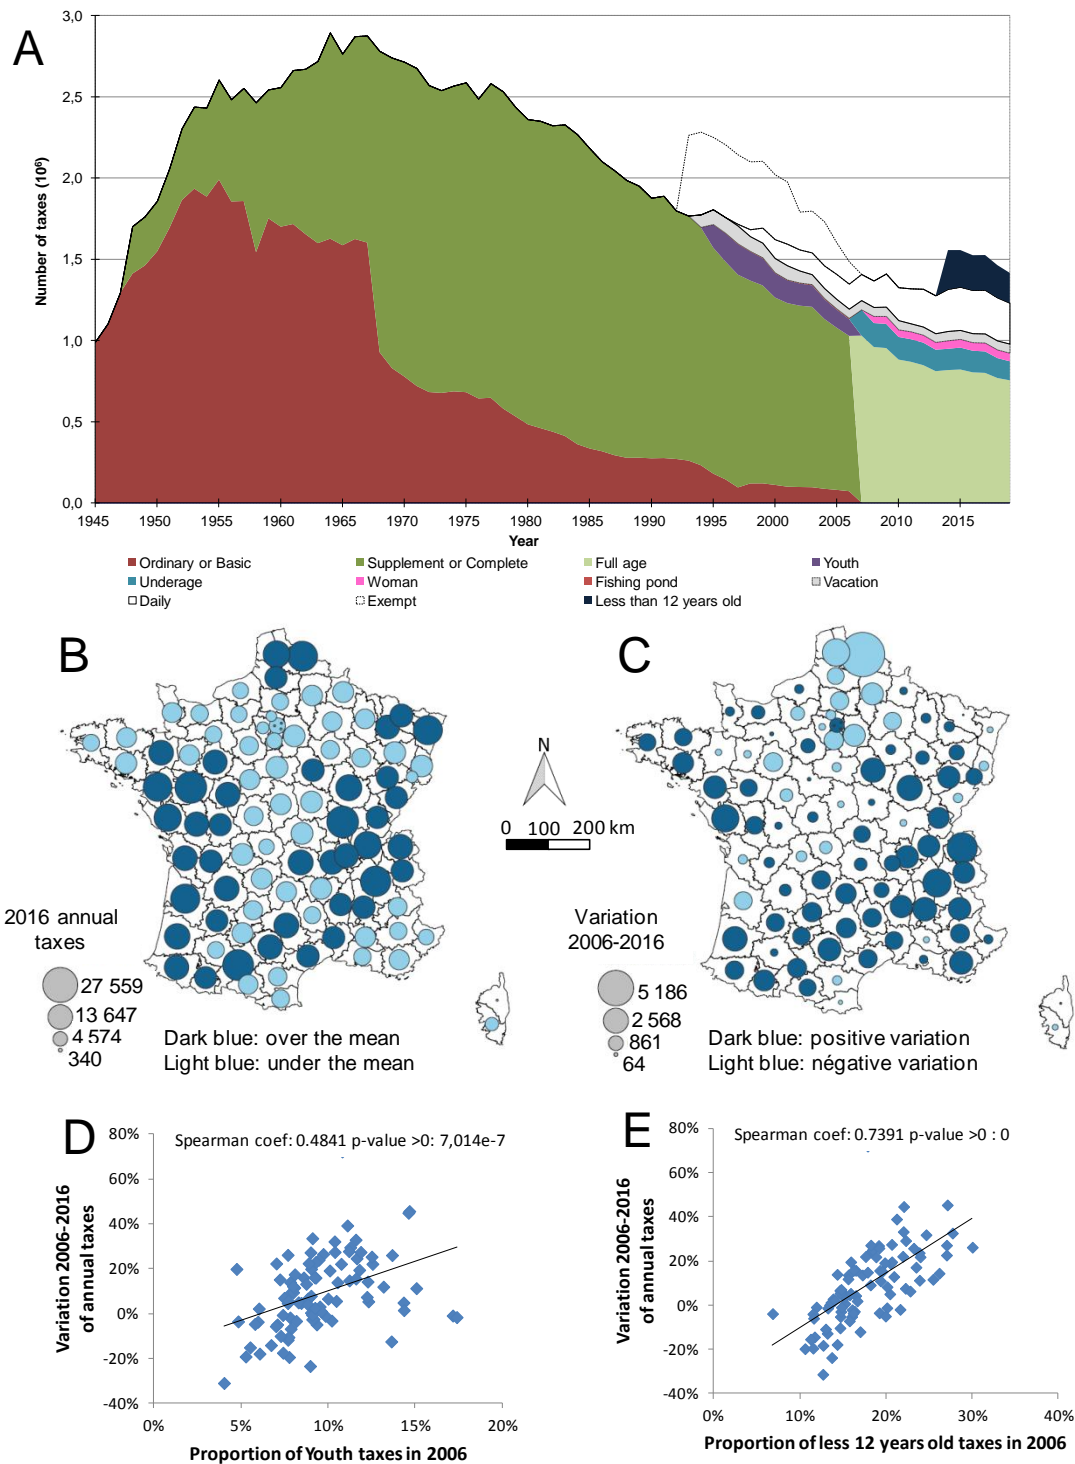 A
3,0
2,5
2,0
1,5
1,0
0,5
0,0
Number of taxes (10⁶)
1945 1950 1955 1960 1965 1970 1975 1980 1985 1990 1995 2000 2005 2010 2015
Year
Ordinary or Basic Supplement or Complete Full age Youth
Underage Woman Fishing pond Vacation
Daily Exempt Less than 12 years old
B
C
N
0 100 200 km
2016 annual
taxes
27 559
13 647
4 574
340
Dark blue: over the mean
Light blue: under the mean
Variation
2006-2016
5 186
2 568
861
64
Dark blue: positive variation
Light blue: négative variation
D
Spearman coef: 0.4841 p-value >0: 7,014e-7
80%
60%
40%
20%
0%
-20%
-40%
Variation 2006-2016
of annual taxes
0% 5% 10% 15% 20%
Proportion of Youth taxes in 2006
E
Spearman coef: 0.7391 p-value >0 : 0
80%
60%
40%
20%
0%
-20%
-40%
Variation 2006-2016
of annual taxes
0% 10% 20% 30% 40%
Proportion of less 12 years old taxes in 2006